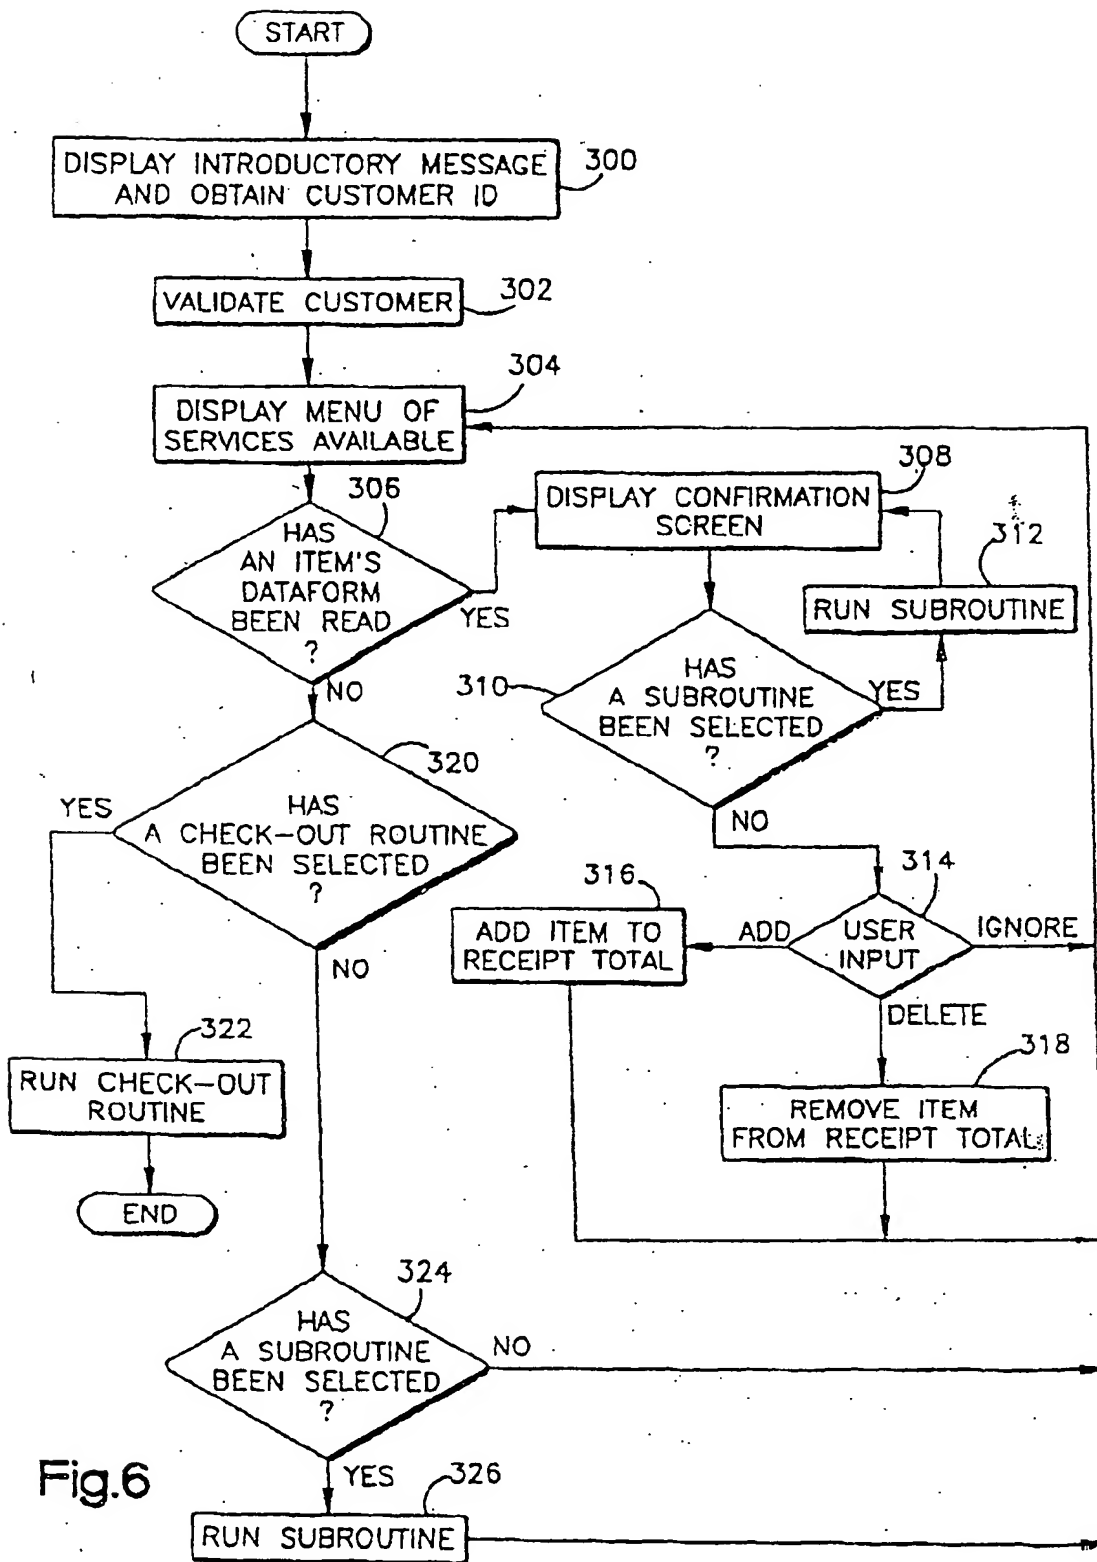 START
DISPLAY INTRODUCTORY MESSAGE
AND OBTAIN CUSTOMER ID
300
VALIDATE CUSTOMER
302
304
DISPLAY MENU OF
SERVICES AVAILABLE
306
HAS
AN ITEM'S
DATAFORM
BEEN READ
?
YES
NO
308
DISPLAY CONFIRMATION
SCREEN
312
RUN SUBROUTINE
310
HAS
A SUBROUTINE
BEEN SELECTED
?
YES
NO
320
YES
HAS
A CHECK-OUT ROUTINE
BEEN SELECTED
?
NO
314
USER
INPUT
ADD
IGNORE
DELETE
316
ADD ITEM TO
RECEIPT TOTAL
318
REMOVE ITEM
FROM RECEIPT TOTAL
322
RUN CHECK-OUT
ROUTINE
END
324
HAS
A SUBROUTINE
BEEN SELECTED
?
NO
YES
326
RUN SUBROUTINE
Fig.6